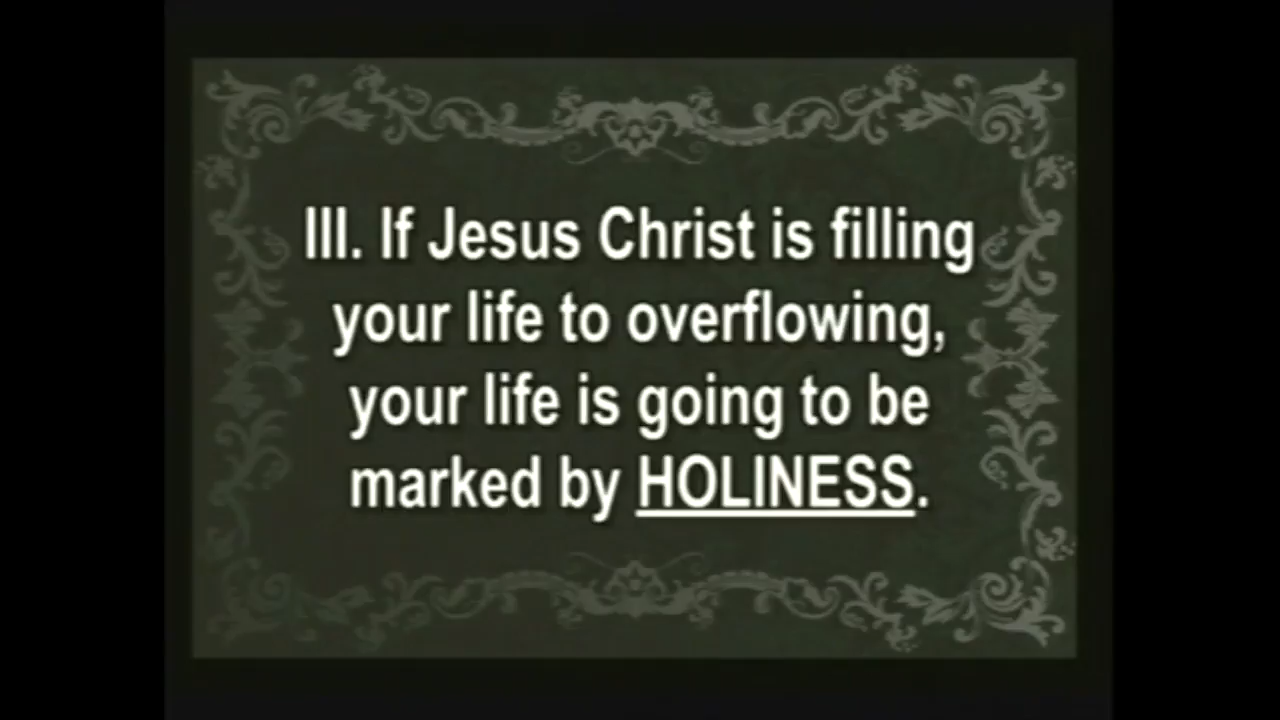 III. If Jesus Christ is filling
your life to overflowing,
your life is going to be
marked by HOLINESS.